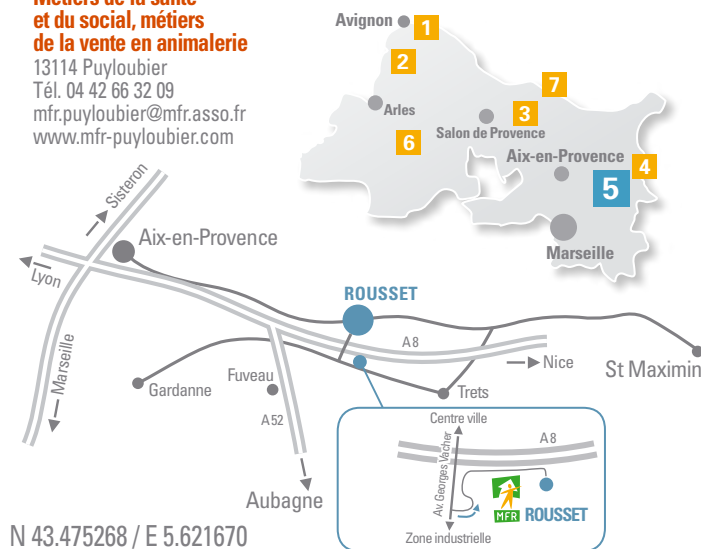 Métiers de la santé
et du social, métiers
de la vente en animalerie
13114 Puyloubier
Tél. 04 42 66 32 09
mfr.puyloubier@mfr.asso.fr
www.mfr-puyloubier.com
Avignon
1
2
7
Arles
3
Salon de Provence
6
Aix-en-Provence
4
5
Marseille
Sisteron
Aix-en-Provence
Lyon
ROUSSET
A8
Marseille
Nice
St Maximin
Gardanne
Fuveau
Trets
A52
Aubagne
Centre ville
A8
Av. Georges Vacher
MFR
ROUSSET
Zone industrielle
N 43.475268 / E 5.621670